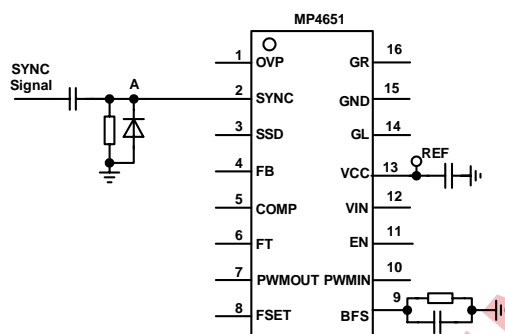 MP4651
SYNC
Signal
A
1 OVP GR 16
2 SYNC GND 15
3 SSD GL 14
4 FB VCC 13 REF
5 COMP VIN 12
6 FT EN 11
7 PWMOUT PWMIN 10
8 FSET BFS 9